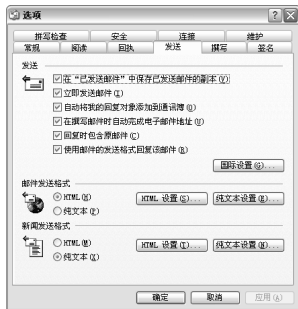 选项
拼写检查 安全 连接 维护
常规 阅读 回执 发送 撰写 签名
发送
在“已发送邮件”中保存已发送邮件的副本(V)
立即发送邮件(I)
自动将我的回复对象添加到通讯簿(O)
在撰写邮件时自动完成电子邮件地址(U)
回复时包含原邮件(C)
使用邮件的发送格式回复该邮件(R)
国际设置(G)...
邮件发送格式
HTML(H) HTML 设置(S)... 纯文本设置(E)...
纯文本(P)
新闻发送格式
HTML(M) HTML 设置(T)... 纯文本设置(N)...
纯文本(X)
确定 取消 应用(A)